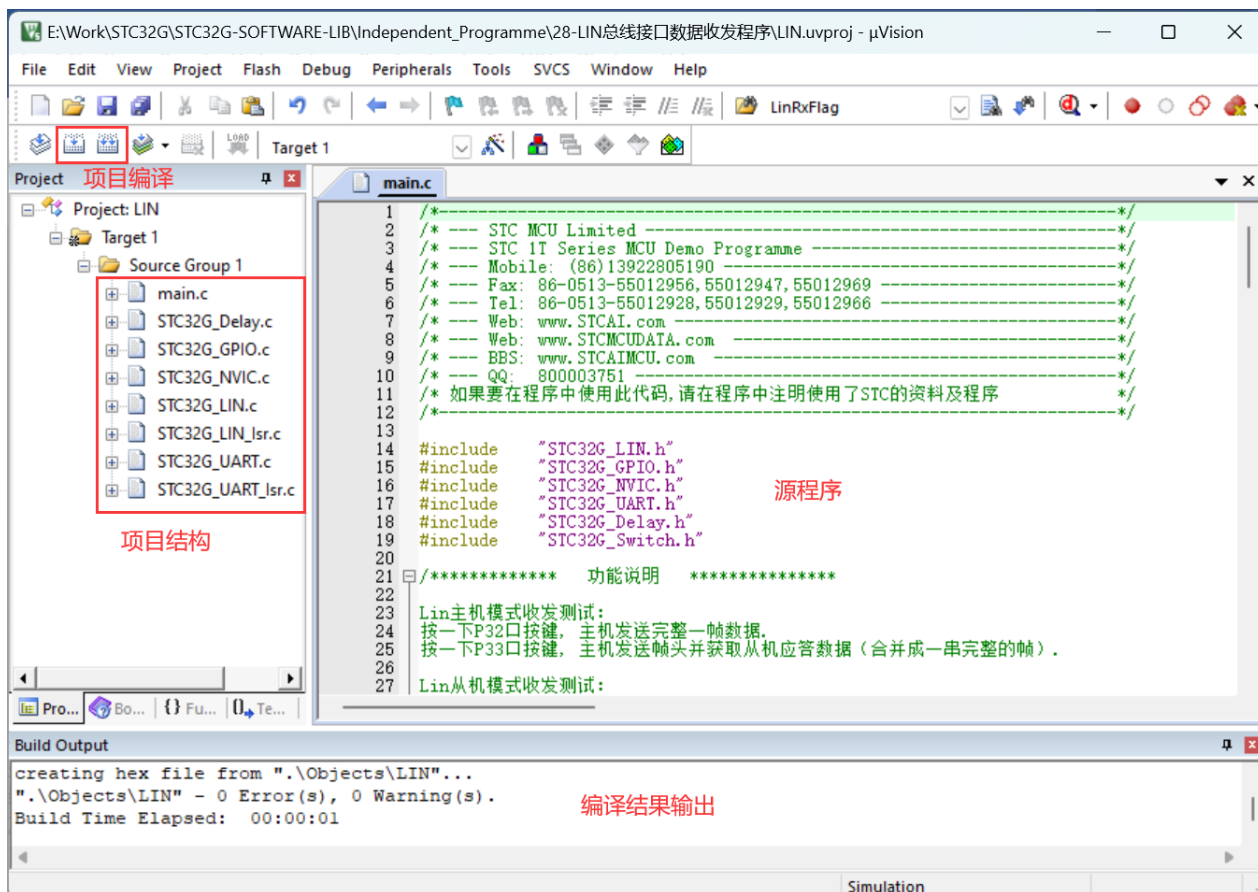 E:\Work\STC32G\STC32G-SOFTWARE-LIB\Independent_Programme\28-LIN总线接口数据收发程序\LIN.uvproj - µVision
File Edit View Project Flash Debug Peripherals Tools SVCS Window Help
LinRxFlag
LOAD
Target 1
Project 项目编译
main.c
Project: LIN
Target 1
Source Group 1
main.c
STC32G_Delay.c
STC32G_GPIO.c
STC32G_NVIC.c
STC32G_LIN.c
STC32G_LIN_Isr.c
STC32G_UART.c
STC32G_UART_Isr.c
项目结构
1 /*---------------------------------------------------------------------*/
2 /* --- STC MCU Limited ------------------------------------------------*/
3 /* --- STC 1T Series MCU Demo Programme -------------------------------*/
4 /* --- Mobile: (86)13922805190 ----------------------------------------*/
5 /* --- Fax: 86-0513-55012956,55012947,55012969 ------------------------*/
6 /* --- Tel: 86-0513-55012928,55012929,55012966 ------------------------*/
7 /* --- Web: www.STCAI.com ---------------------------------------------*/
8 /* --- Web: www.STCMCUDATA.com  ---------------------------------------*/
9 /* --- BBS: www.STCAIMCU.com  -----------------------------------------*/
10 /* --- QQ:  800003751 -------------------------------------------------*/
11 /* 如果要在程序中使用此代码,请在程序中注明使用了STC的资料及程序            */
12 /*---------------------------------------------------------------------*/
13
14 #include    "STC32G_LIN.h"
15 #include    "STC32G_GPIO.h"
16 #include    "STC32G_NVIC.h"
17 #include    "STC32G_UART.h"
18 #include    "STC32G_Delay.h"
19 #include    "STC32G_Switch.h"
源程序
20
21 /*************   功能说明   ***************
22
23 Lin主机模式收发测试:
24 按一下P32口按键, 主机发送完整一帧数据.
25 按一下P33口按键, 主机发送帧头并获取从机应答数据（合并成一串完整的帧）.
26
27 Lin从机模式收发测试:
Pro... Bo... {} Fu... 0 Te...
Build Output
creating hex file from ".\Objects\LIN"...
".\Objects\LIN" - 0 Error(s), 0 Warning(s).
Build Time Elapsed:  00:00:01
编译结果输出
Simulation